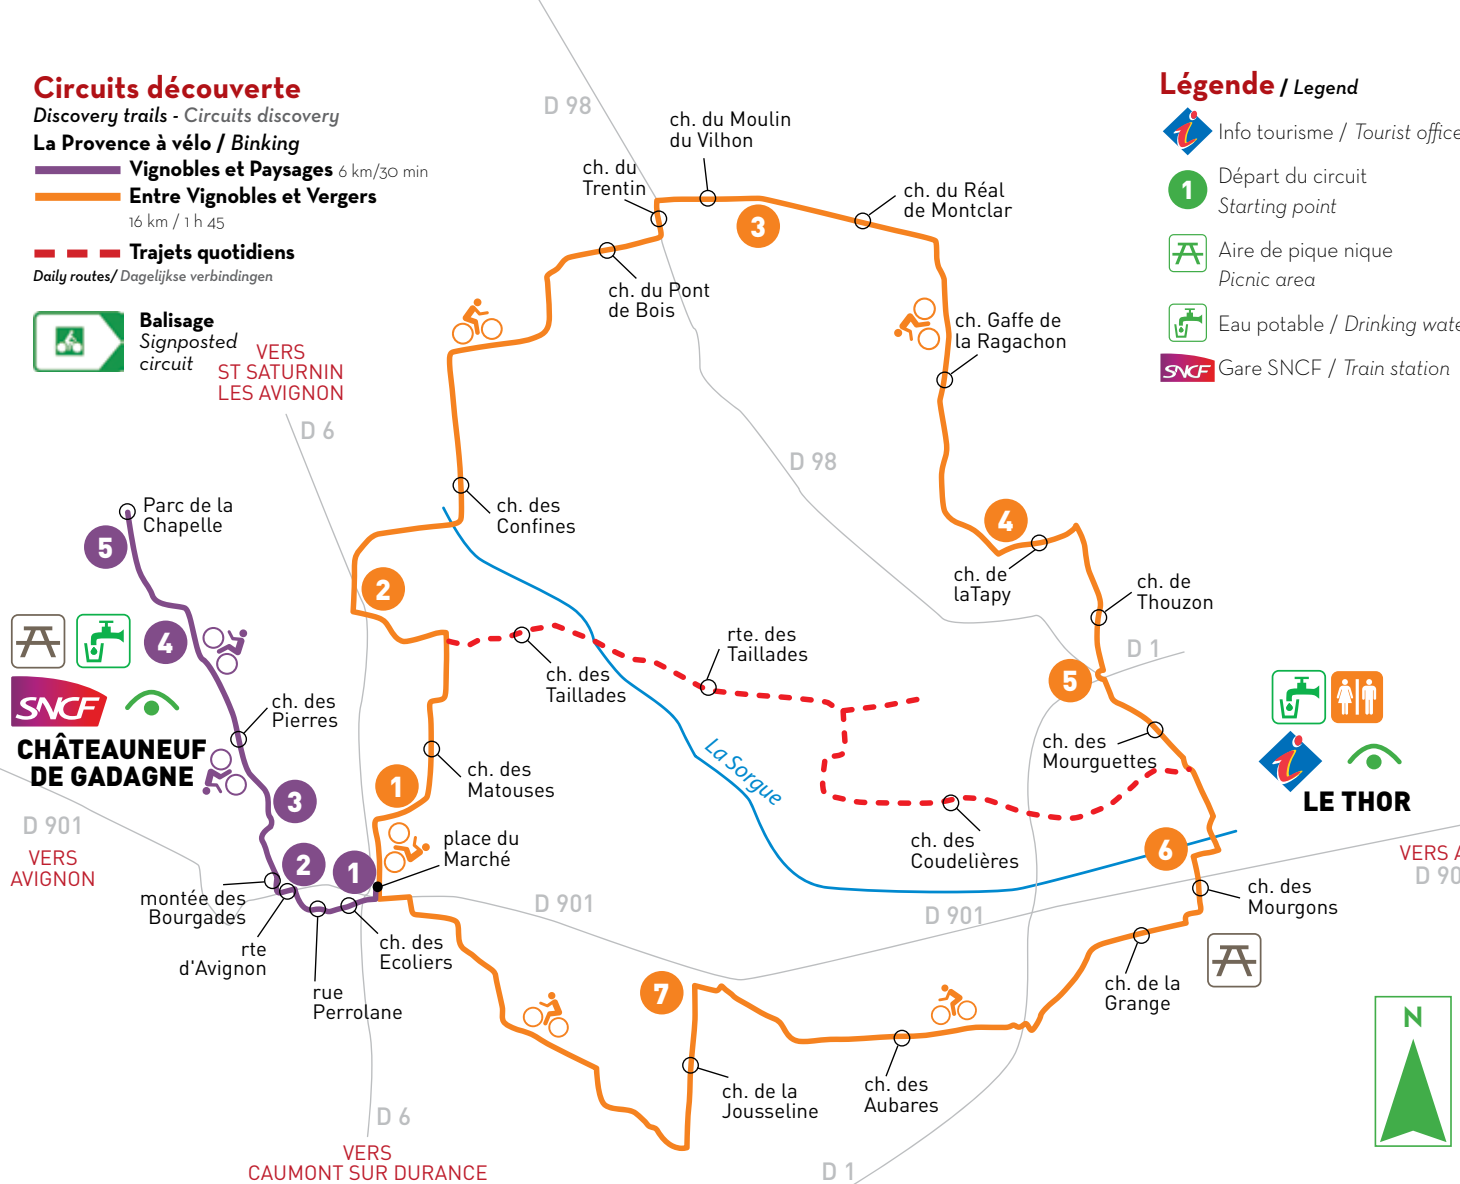 Circuits découverte
Discovery trails - Circuits discovery
La Provence à vélo / Binking
Vignobles et Paysages 6 km/30 min
Entre Vignobles et Vergers
16 km / 1 h 45
Trajets quotidiens
Daily routes/ Dagelijkse verbindingen
Balisage
Signposted
circuit
Légende / Legend
Info tourisme / Tourist office
1
Départ du circuit
Starting point
Aire de pique nique
Picnic area
Eau potable / Drinking wate
SNCF
Gare SNCF / Train station
VERS
ST SATURNIN
LES AVIGNON
D 6
D 98
ch. du Moulin
du Vilhon
ch. du
Trentin
3
ch. du Réal
de Montclar
ch. du Pont
de Bois
ch. Gaffe de
la Ragachon
D 98
ch. des
Confines
Parc de la
Chapelle
5
4
2
4
ch. de
laTapy
ch. de
Thouzon
D 1
5
rte. des
Taillades
ch. des
Taillades
SNCF
CHÂTEAUNEUF
DE GADAGNE
ch. des
Pierres
ch. des
Mourguettes
LE THOR
La Sorgue
ch. des
Matouses
1
3
D 901
VERS
AVIGNON
place du
Marché
2
1
ch. des
Coudelières
6
VERS A
D 90
montée des
Bourgades
rte
d'Avignon
ch. des
Ecoliers
rue
Perrolane
D 901
D 901
ch. des
Mourgons
7
ch. de la
Grange
ch. de la
Jousseline
ch. des
Aubares
N
D 6
VERS
CAUMONT SUR DURANCE
D 1